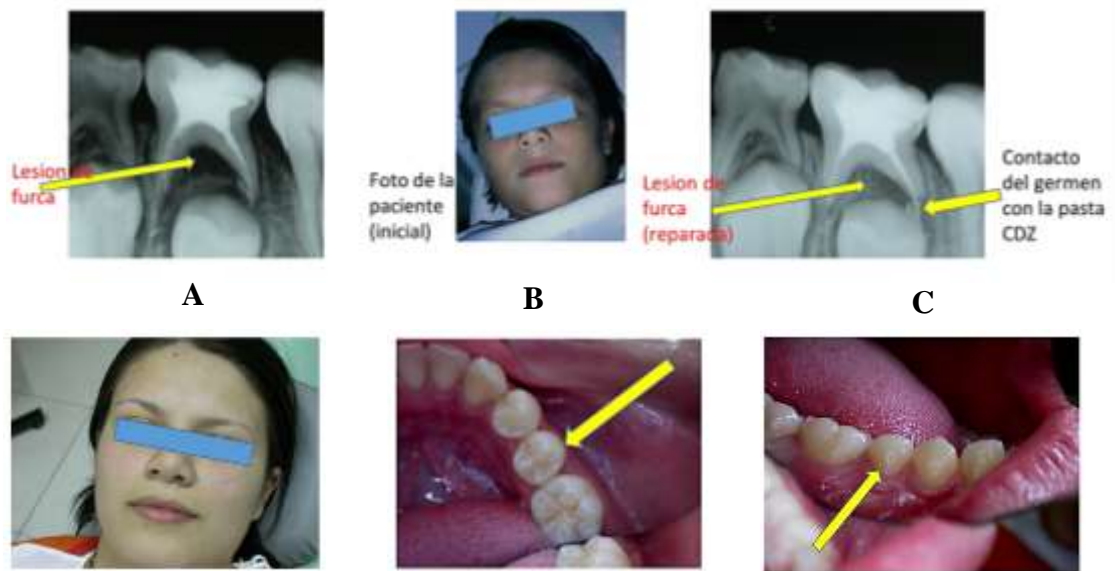 Lesion de
furca
Foto de la
paciente
(inicial)
Lesion de
furca
(reparada)
Contacto
del germen
con la pasta
CDZ
A
B
C